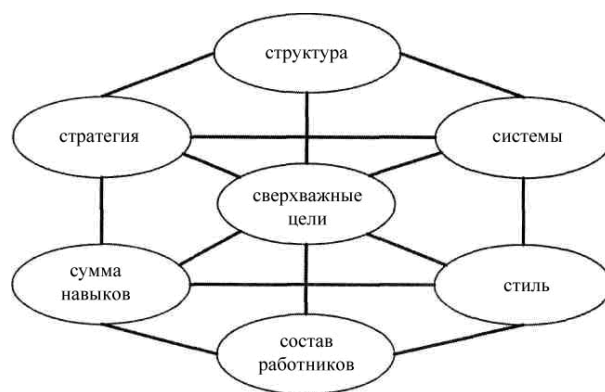 структура
стратегия
системы
сверхважные
цели
сумма
навыков
стиль
состав
работников